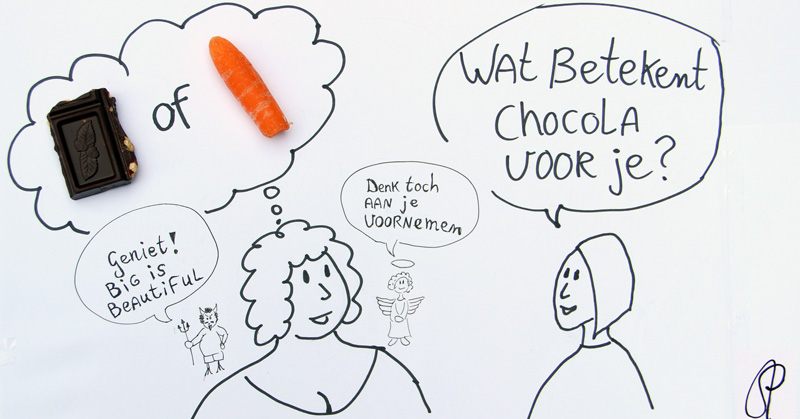 of
Geniet!
BiG is
BeAUtiFUL
Denk toch
AAN je
VOORNemen
WAt BeteKent
CHOCOLA
VOOR je?